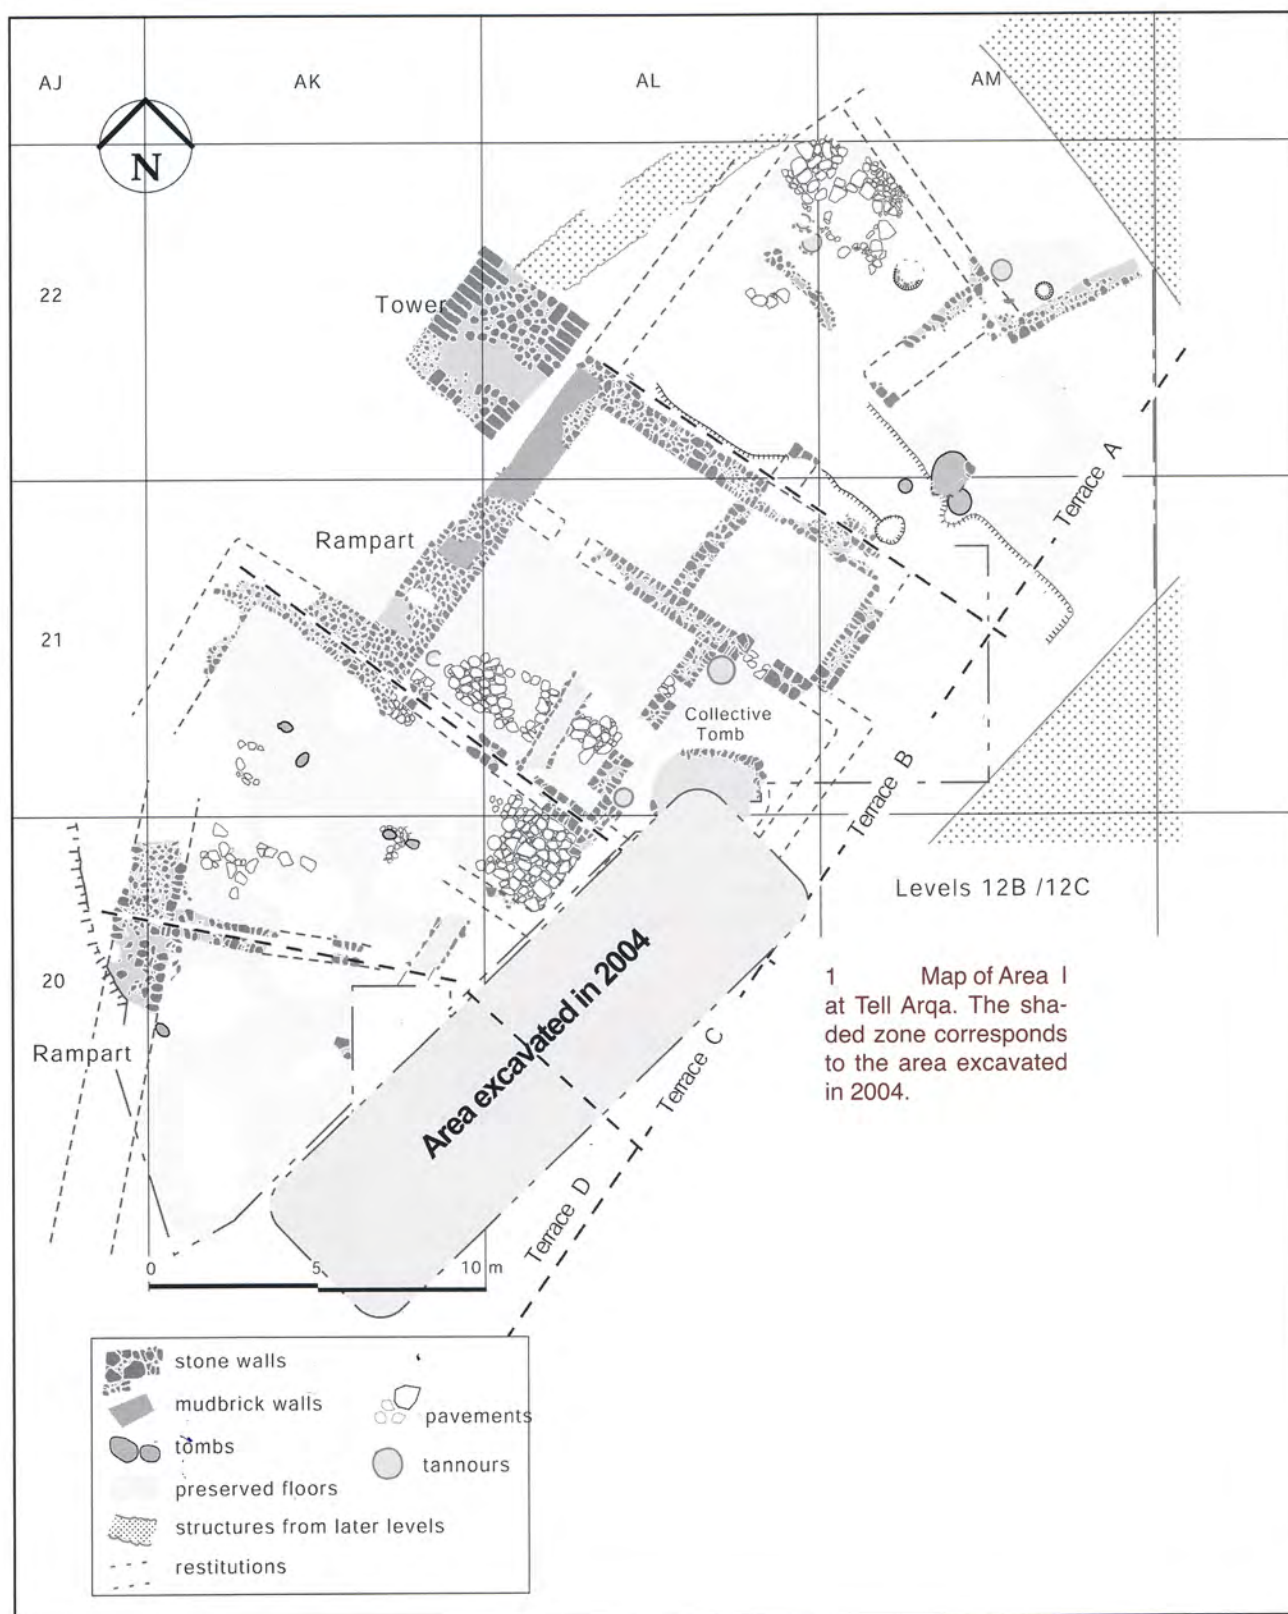 AJ
AK
AL
AM
N
22
Tower
Terrace A
Rampart
21
Collective
Tomb
Terrace B
Levels 12B /12C
20
Area excavated in 2004
1 Map of Area I
at Tell Arqa. The sha-
ded zone corresponds
to the area excavated
in 2004.
Rampart
Terrace C
Terrace D
0 5 10 m
stone walls
mudbrick walls
pavements
tombs
tannours
preserved floors
structures from later levels
restitutions